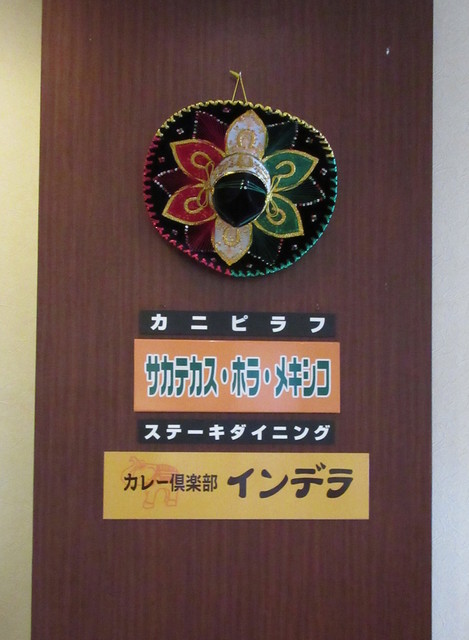 カニピラフ
サカテカス・ホラ・メキシコ
ステーキダイニング
カレー倶楽部 インデラ